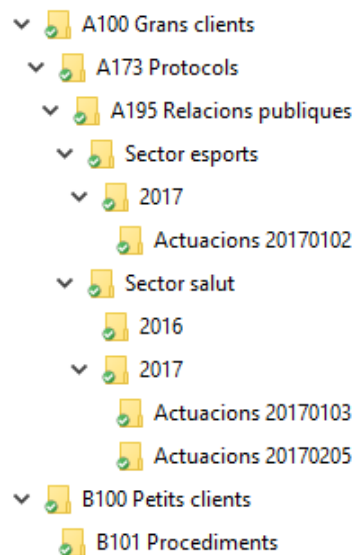 A100 Grans clients
A173 Protocols
A195 Relacions publiques
Sector esports
2017
Actuacions 20170102
Sector salut
2016
2017
Actuacions 20170103
Actuacions 20170205
B100 Petits clients
B101 Procediments